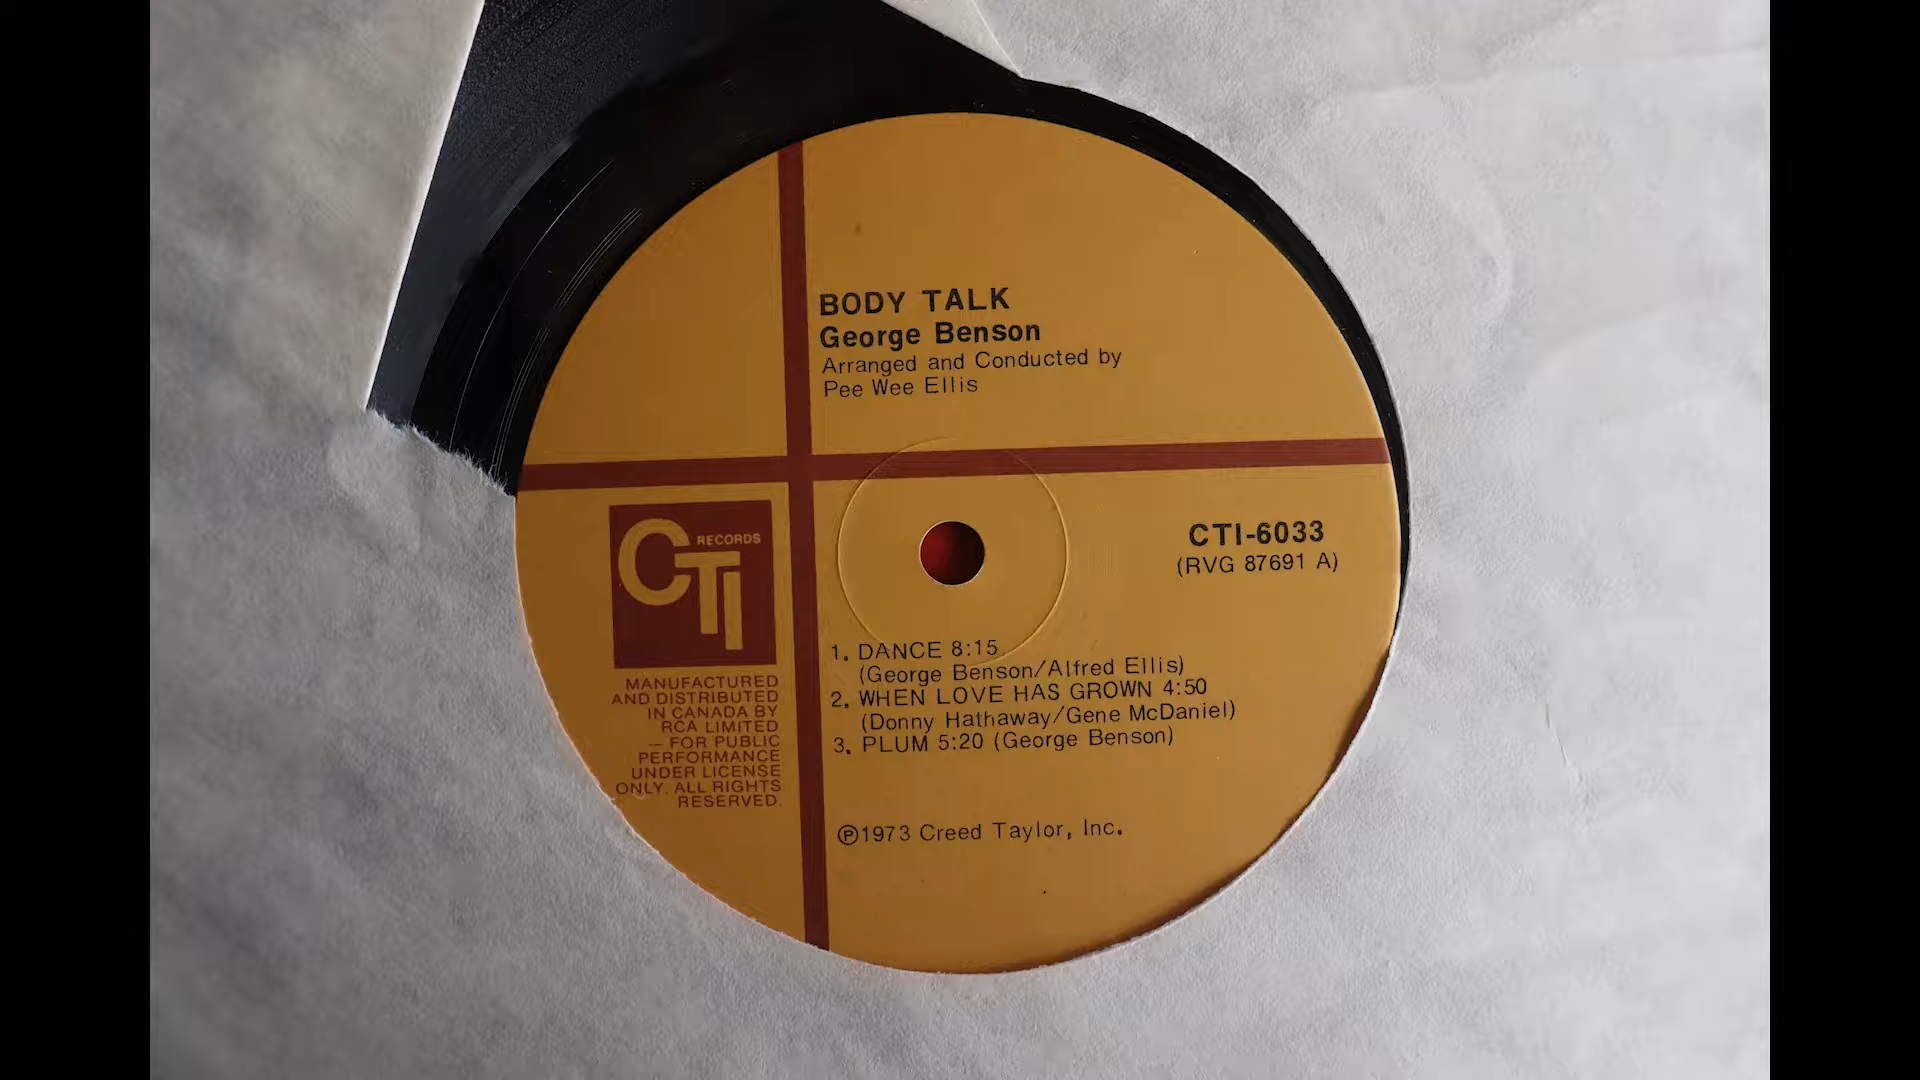 BODY TALK
George Benson
Arranged and Conducted by
Pee Wee Ellis
CTI RECORDS
MANUFACTURED
AND DISTRIBUTED
IN CANADA BY
RCA LIMITED
— FOR PUBLIC
PERFORMANCE
UNDER LICENSE
ONLY. ALL RIGHTS
RESERVED.
CTI-6033
(RVG 87691 A)
1. DANCE 8:15
(George Benson/Alfred Ellis)
2. WHEN LOVE HAS GROWN 4:50
(Donny Hathaway/Gene McDaniel)
3. PLUM 5:20 (George Benson)
℗1973 Creed Taylor, Inc.